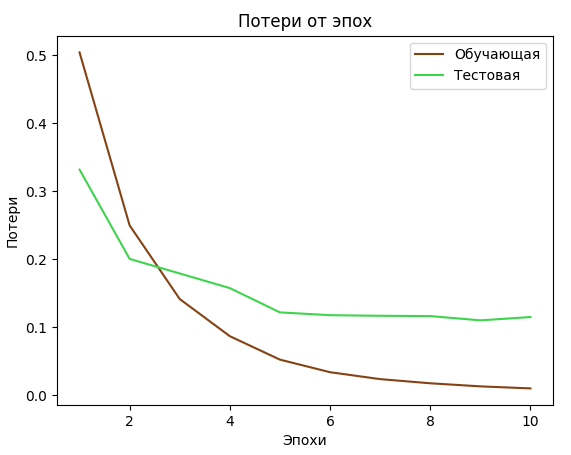 Потери от эпох
Обучающая
Тестовая
Потери
0.5
0.4
0.3
0.2
0.1
0.0
2 4 6 8 10
Эпохи